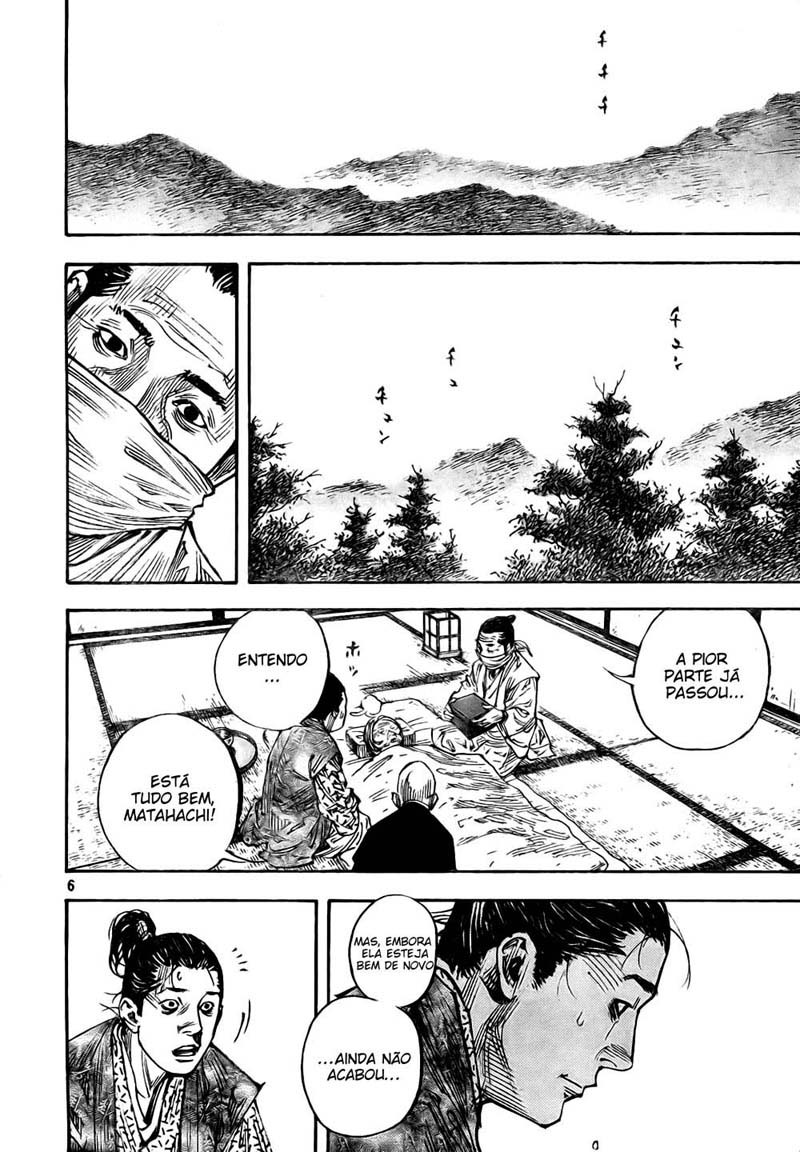 チ
チ
チ
チュン
チュ
チュン
A PIOR
PARTE JÁ
PASSOU...
ホッ
ENTENDO
...
ESTÁ
TUDO BEM,
MATAHACHI!
6
MAS, EMBORA
ELA ESTEJA
BEM DE NOVO
...AINDA NÃO
ACABOU...